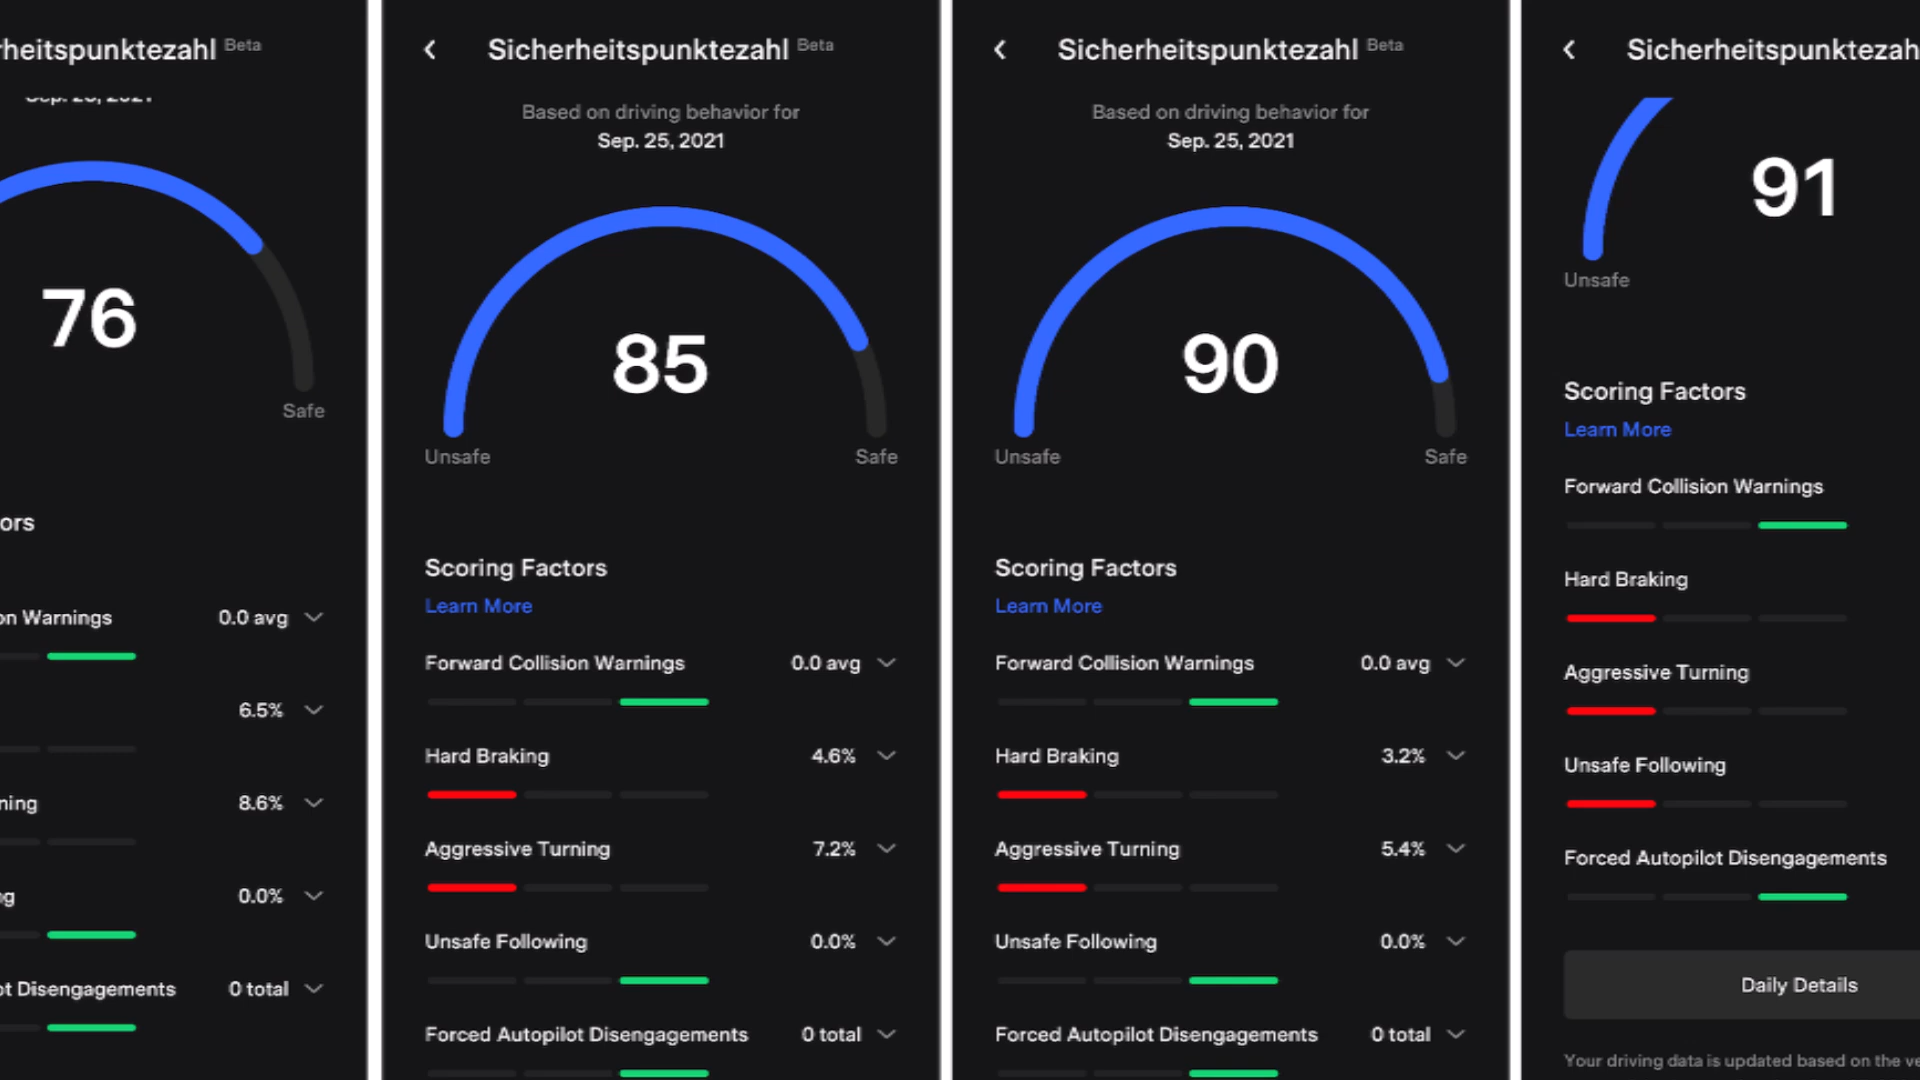 heitspunktezahl Beta
Sep. 25, 2021
76
Safe
ors
on Warnings 0.0 avg
6.5%
ning 8.6%
g 0.0%
ot Disengagements 0 total
Sicherheitspunktezahl Beta
Based on driving behavior for
Sep. 25, 2021
85
Unsafe Safe
Scoring Factors
Learn More
Forward Collision Warnings 0.0 avg
Hard Braking 4.6%
Aggressive Turning 7.2%
Unsafe Following 0.0%
Forced Autopilot Disengagements 0 total
Sicherheitspunktezahl Beta
Based on driving behavior for
Sep. 25, 2021
90
Unsafe Safe
Scoring Factors
Learn More
Forward Collision Warnings 0.0 avg
Hard Braking 3.2%
Aggressive Turning 5.4%
Unsafe Following 0.0%
Forced Autopilot Disengagements 0 total
Sicherheitspunktezah
91
Unsafe
Scoring Factors
Learn More
Forward Collision Warnings
Hard Braking
Aggressive Turning
Unsafe Following
Forced Autopilot Disengagements
Daily Details
Your driving data is updated based on the ve